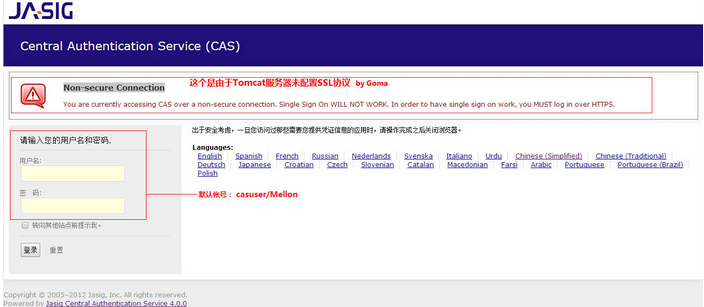 JASIG
Central Authentication Service (CAS)
Non-secure Connection 这个是由于Tomcat服务器未配置SSL协议 by Goma
You are currently accessing CAS over a non-secure connection. Single Sign On WILL NOT WORK. In order to have single sign on work, you MUST log in over HTTPS.
请输入您的用户名和密码.
用户名:
密 码:
转向其他站点前提示我。
登录 重置
出于安全考虑，一旦您访问过那些需要您提供凭证信息的应用时，请操作完成之后关闭浏览器。
Languages:
English Spanish French Russian Nederlands Svenska Italiano Urdu Chinese (Simplified) Chinese (Traditional)
Deutsch Japanese Croatian Czech Slovenian Catalan Macedonian Farsi Arabic Portuguese Portuguese (Brazil)
Polish
默认帐号： casuser/Mellon
Copyright © 2005–2012 Jasig, Inc. All rights reserved.
Powered by Jasig Central Authentication Service 4.0.0